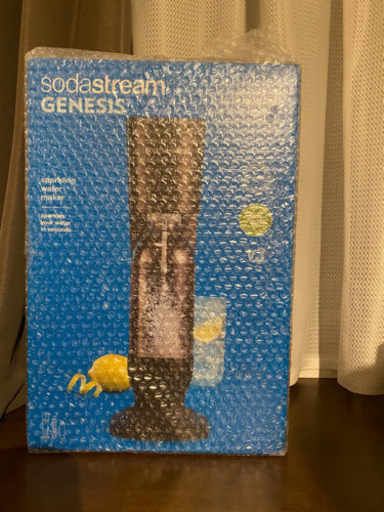 sodastream
GENESIS
sparkling
water
maker
sparkles
your water
in seconds